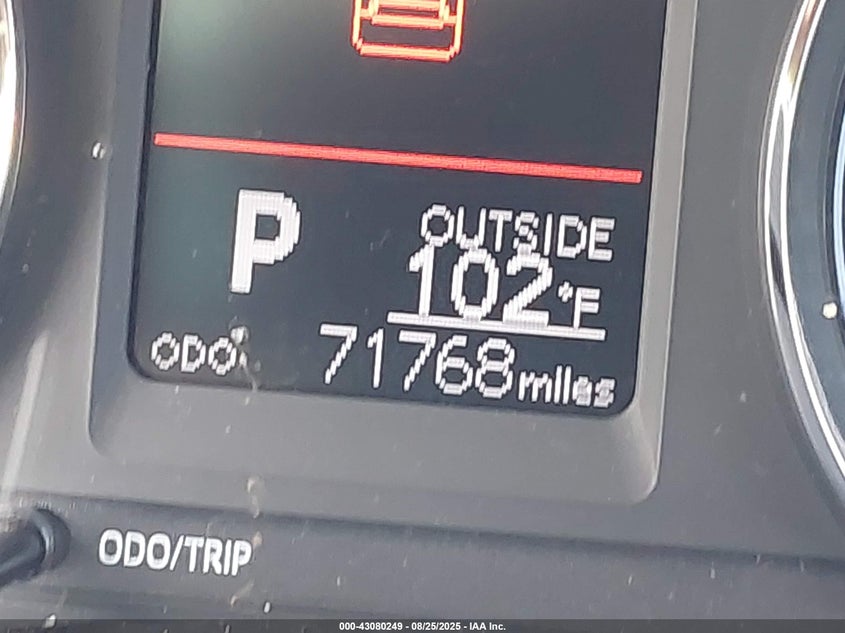 P
OUTSIDE
102°F
ODO 71768 miles
ODO/TRIP
000-43080249 - 08/25/2025 - IAA Inc.